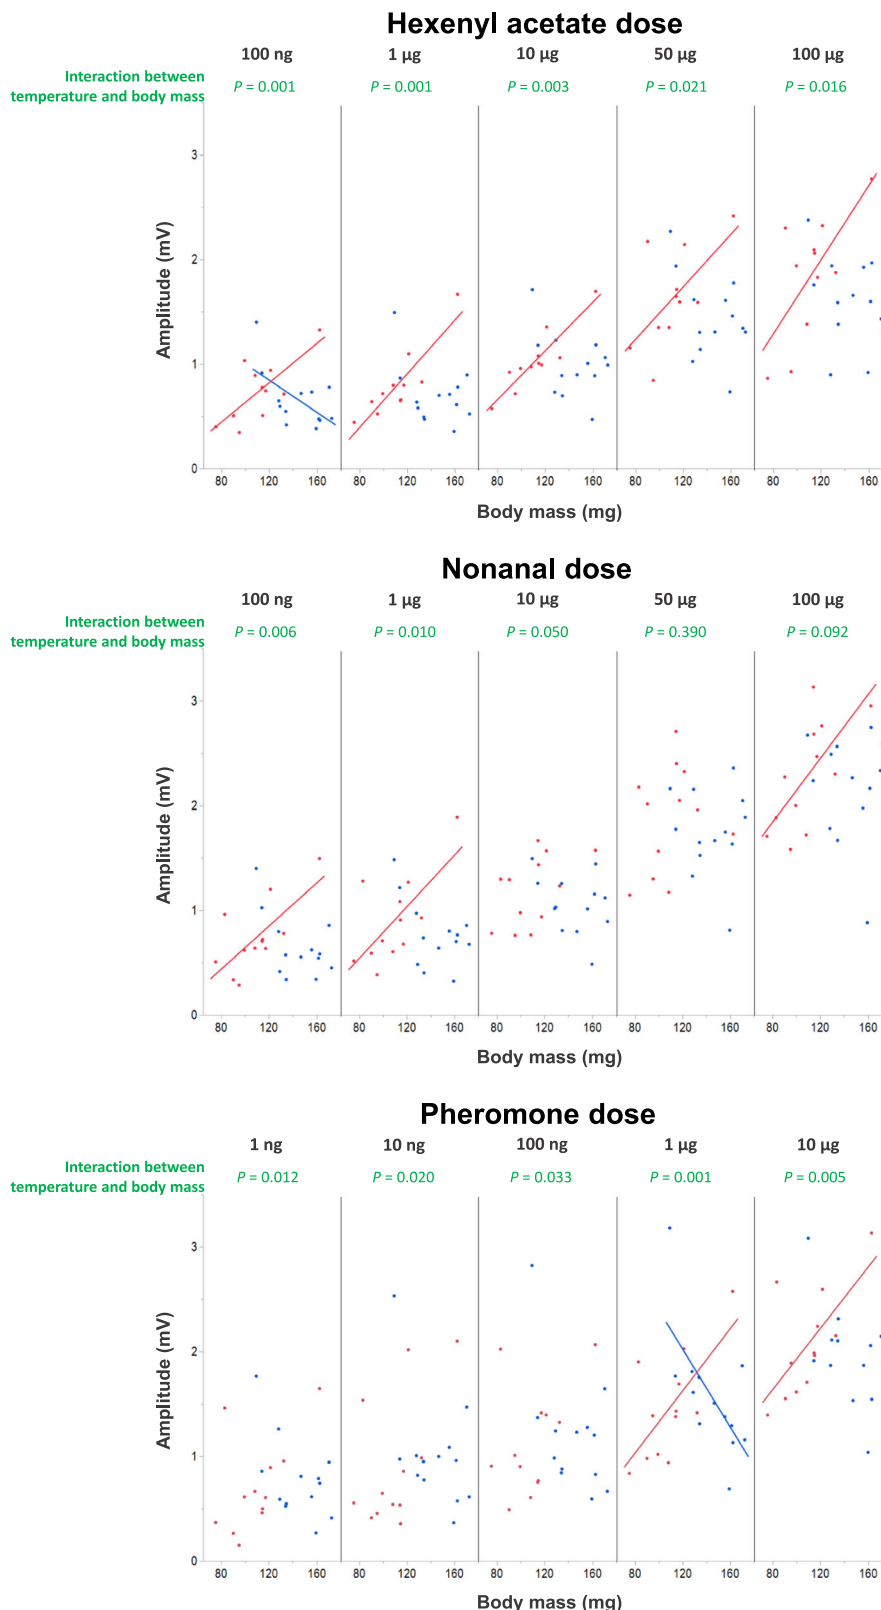 Hexenyl acetate dose
100 ng 1 µg 10 µg 50 µg 100 µg
Interaction between
temperature and body mass
P = 0.001 P = 0.001 P = 0.003 P = 0.021 P = 0.016
3
2
1
0
Amplitude (mV)
80 120 160 80 120 160 80 120 160 80 120 160 80 120 160
Body mass (mg)
Nonanal dose
100 ng 1 µg 10 µg 50 µg 100 µg
Interaction between
temperature and body mass
P = 0.006 P = 0.010 P = 0.050 P = 0.390 P = 0.092
3
2
1
0
Amplitude (mV)
80 120 160 80 120 160 80 120 160 80 120 160 80 120 160
Body mass (mg)
Pheromone dose
1 ng 10 ng 100 ng 1 µg 10 µg
Interaction between
temperature and body mass
P = 0.012 P = 0.020 P = 0.033 P = 0.001 P = 0.005
3
2
1
0
Amplitude (mV)
80 120 160 80 120 160 80 120 160 80 120 160 80 120 160
Body mass (mg)